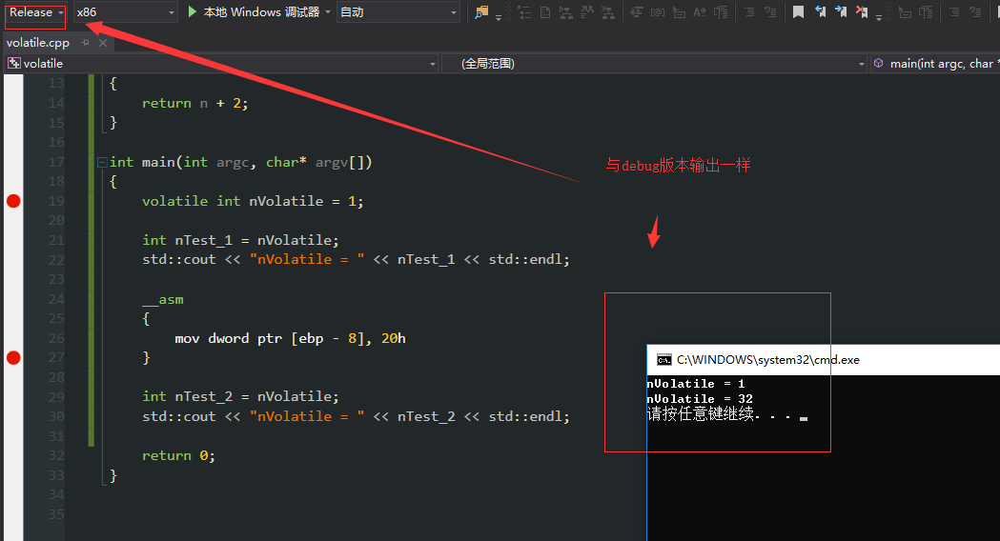 Release x86 本地 Windows 调试器 自动
volatile.cpp
volatile (全局范围) main(int argc, char *
13 {
14 return n + 2;
15 }
16
17 int main(int argc, char* argv[])
18 {
19 volatile int nVolatile = 1;
20
21 int nTest_1 = nVolatile;
22 std::cout << "nVolatile = " << nTest_1 << std::endl;
23
24 __asm
25 {
26 mov dword ptr [ebp - 8], 20h
27 }
28
29 int nTest_2 = nVolatile;
30 std::cout << "nVolatile = " << nTest_2 << std::endl;
31
32 return 0;
33 }
34
35
与debug版本输出一样
C:\WINDOWS\system32\cmd.exe
nVolatile = 1
nVolatile = 32
请按任意键继续. . .